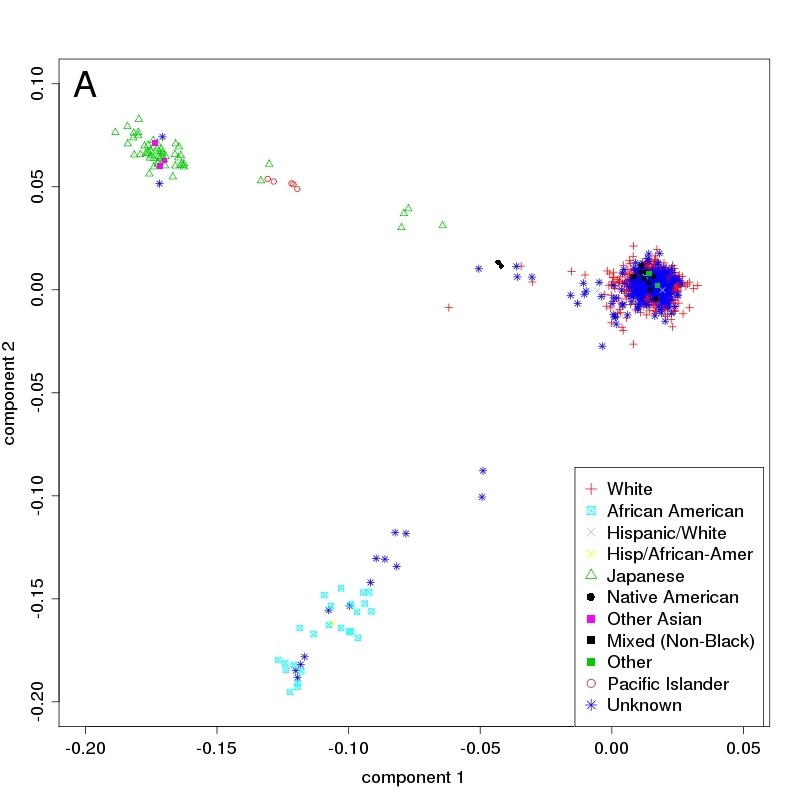 A
0.10
0.05
0.00
-0.05
-0.10
-0.15
-0.20
component 2
White
African American
Hispanic/White
Hisp/African-Amer
Japanese
Native American
Other Asian
Mixed (Non-Black)
Other
Pacific Islander
Unknown
-0.20 -0.15 -0.10 -0.05 0.00 0.05
component 1